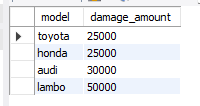 model damage_amount
toyota 25000
honda 25000
audi 30000
lambo 50000